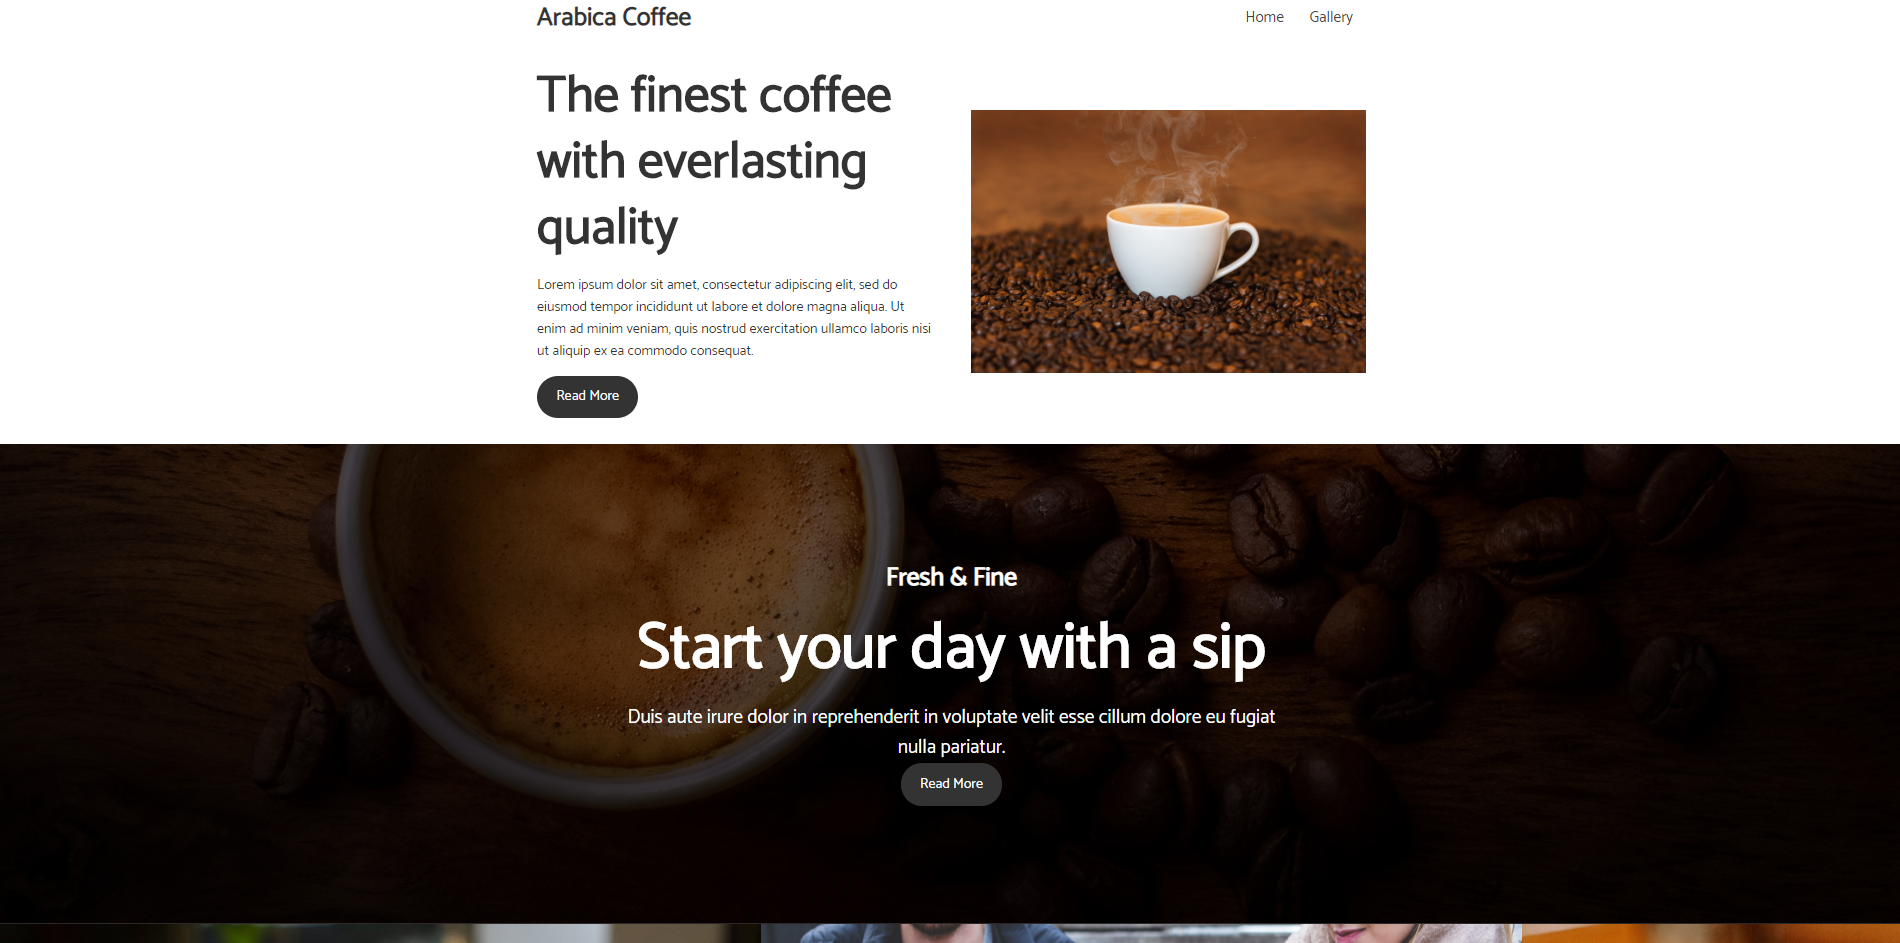 Arabica Coffee
Home Gallery
The finest coffee
with everlasting
quality
Lorem ipsum dolor sit amet, consectetur adipiscing elit, sed do
eiusmod tempor incididunt ut labore et dolore magna aliqua. Ut
enim ad minim veniam, quis nostrud exercitation ullamco laboris nisi
ut aliquip ex ea commodo consequat.
Read More
Fresh & Fine
Start your day with a sip
Duis aute irure dolor in reprehenderit in voluptate velit esse cillum dolore eu fugiat
nulla pariatur.
Read More